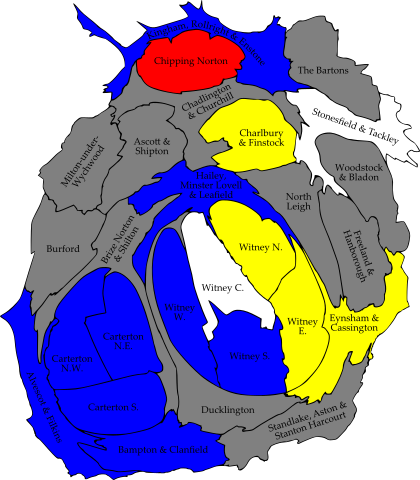 Kingham, Rollright & Enstone
Chipping Norton
The Bartons
Chadlington
& Churchill
Stonesfield & Tackley
Charlbury
& Finstock
Ascott &
Shipton
Milton-under-
Wychwood
Woodstock
& Bladon
Hailey,
Minster Lovell
& Leafield
North
Leigh
Freeland &
Hanborough
Brize Norton
& Shilton
Burford
Witney N.
Witney C.
Witney
W.
Witney
E.
Eynsham &
Cassington
Carterton
N.E.
Carterton
N.W.
Witney S.
Carterton S.
Ducklington
Standlake, Aston &
Stanton Harcourt
Alvescot & Filkins
Bampton & Clanfield